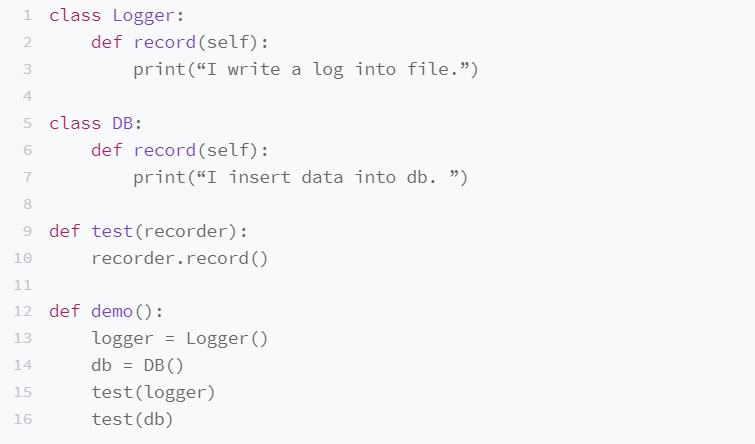 1 class Logger:
2     def record(self):
3         print(“I write a log into file.”)
4
5 class DB:
6     def record(self):
7         print(“I insert data into db. ”)
8
9 def test(recorder):
10     recorder.record()
11
12 def demo():
13     logger = Logger()
14     db = DB()
15     test(logger)
16     test(db)